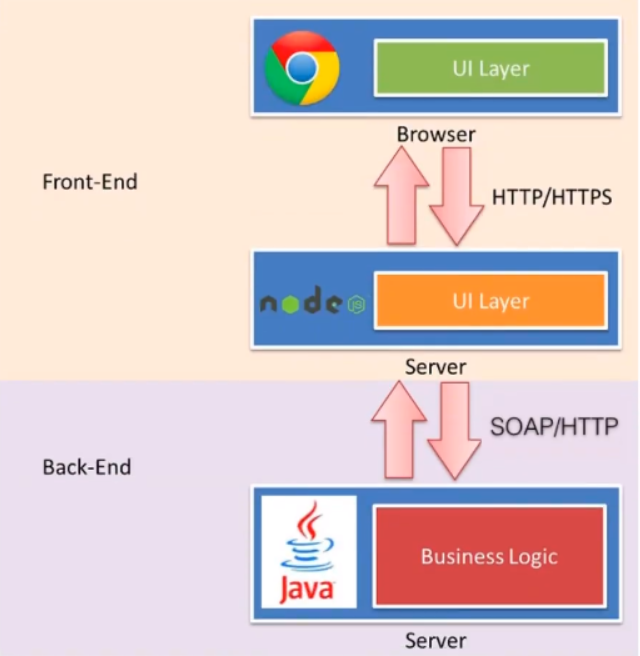 UI Layer
Browser
Front-End
HTTP/HTTPS
node JS
UI Layer
Server
SOAP/HTTP
Back-End
Java
Business Logic
Server